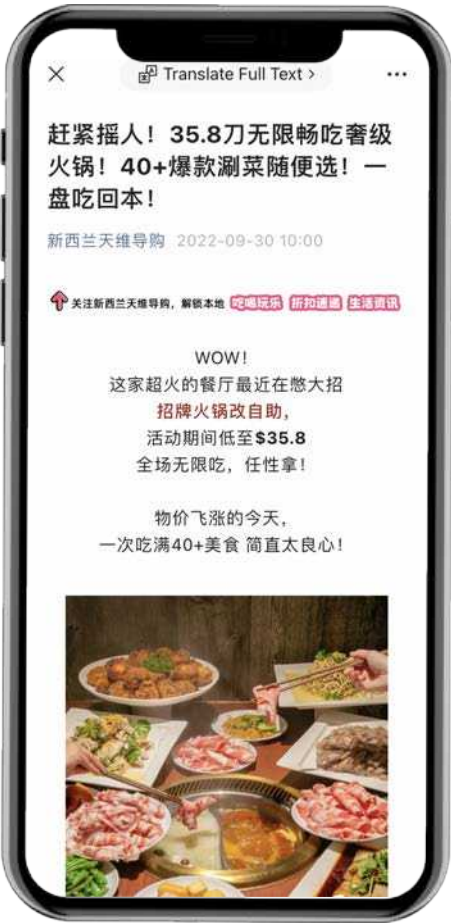 Translate Full Text >
赶紧摇人！35.8刀无限畅吃奢级
火锅！40+爆款涮菜随便选！一
盘吃回本！
新西兰天维导购 2022-09-30 10:00
关注新西兰天维导购，解锁本地 吃喝玩乐 折扣速递 生活资讯
WOW！
这家超火的餐厅最近在憋大招
招牌火锅改自助，
活动期间低至$35.8
全场无限吃，任性拿！
物价飞涨的今天，
一次吃满40+美食 简直太良心！